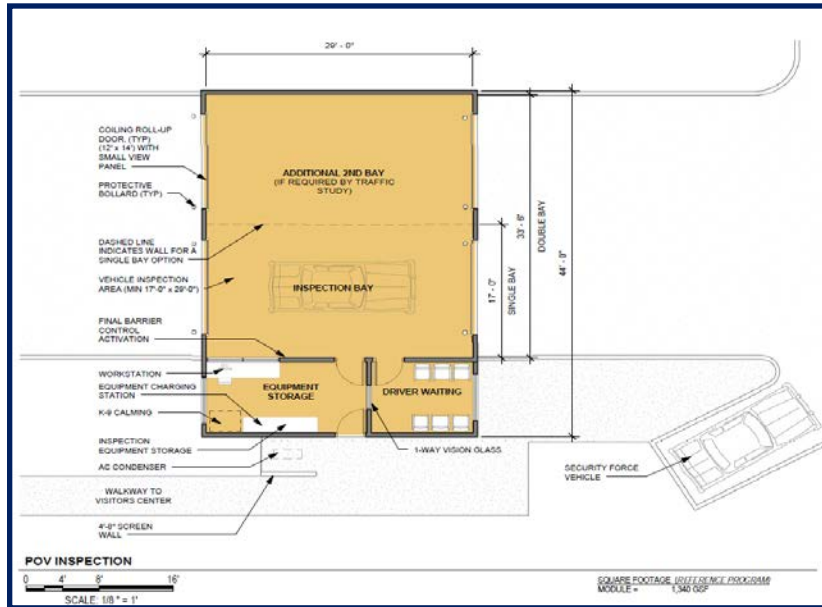 29' - 0"
COILING ROLL-UP
DOOR. (TYP)
(12' x 14') WITH
SMALL VIEW
PANEL
PROTECTIVE
BOLLARD (TYP)
ADDITIONAL 2ND BAY
(IF REQUIRED BY TRAFFIC
STUDY)
DASHED LINE
INDICATES WALL FOR A
SINGLE BAY OPTION
VEHICLE INSPECTION
AREA (MIN 17'-0" x 29'-0")
INSPECTION BAY
17' - 0"
SINGLE BAY
33' - 6"
DOUBLE BAY
44' - 0"
FINAL BARRIER
CONTROL
ACTIVATION
WORKSTATION
EQUIPMENT CHARGING
STATION
K-9 CALMING
INSPECTION
EQUIPMENT STORAGE
AC CONDENSER
EQUIPMENT
STORAGE
DRIVER WAITING
1-WAY VISION GLASS
SECURITY FORCE
VEHICLE
WALKWAY TO
VISITORS CENTER
4'-8" SCREEN
WALL
POV INSPECTION
0 4' 8' 16'
SCALE: 1/8 " = 1'
SQUARE FOOTAGE (REFERENCE PROGRAM)
MODULE = 1,340 GSF